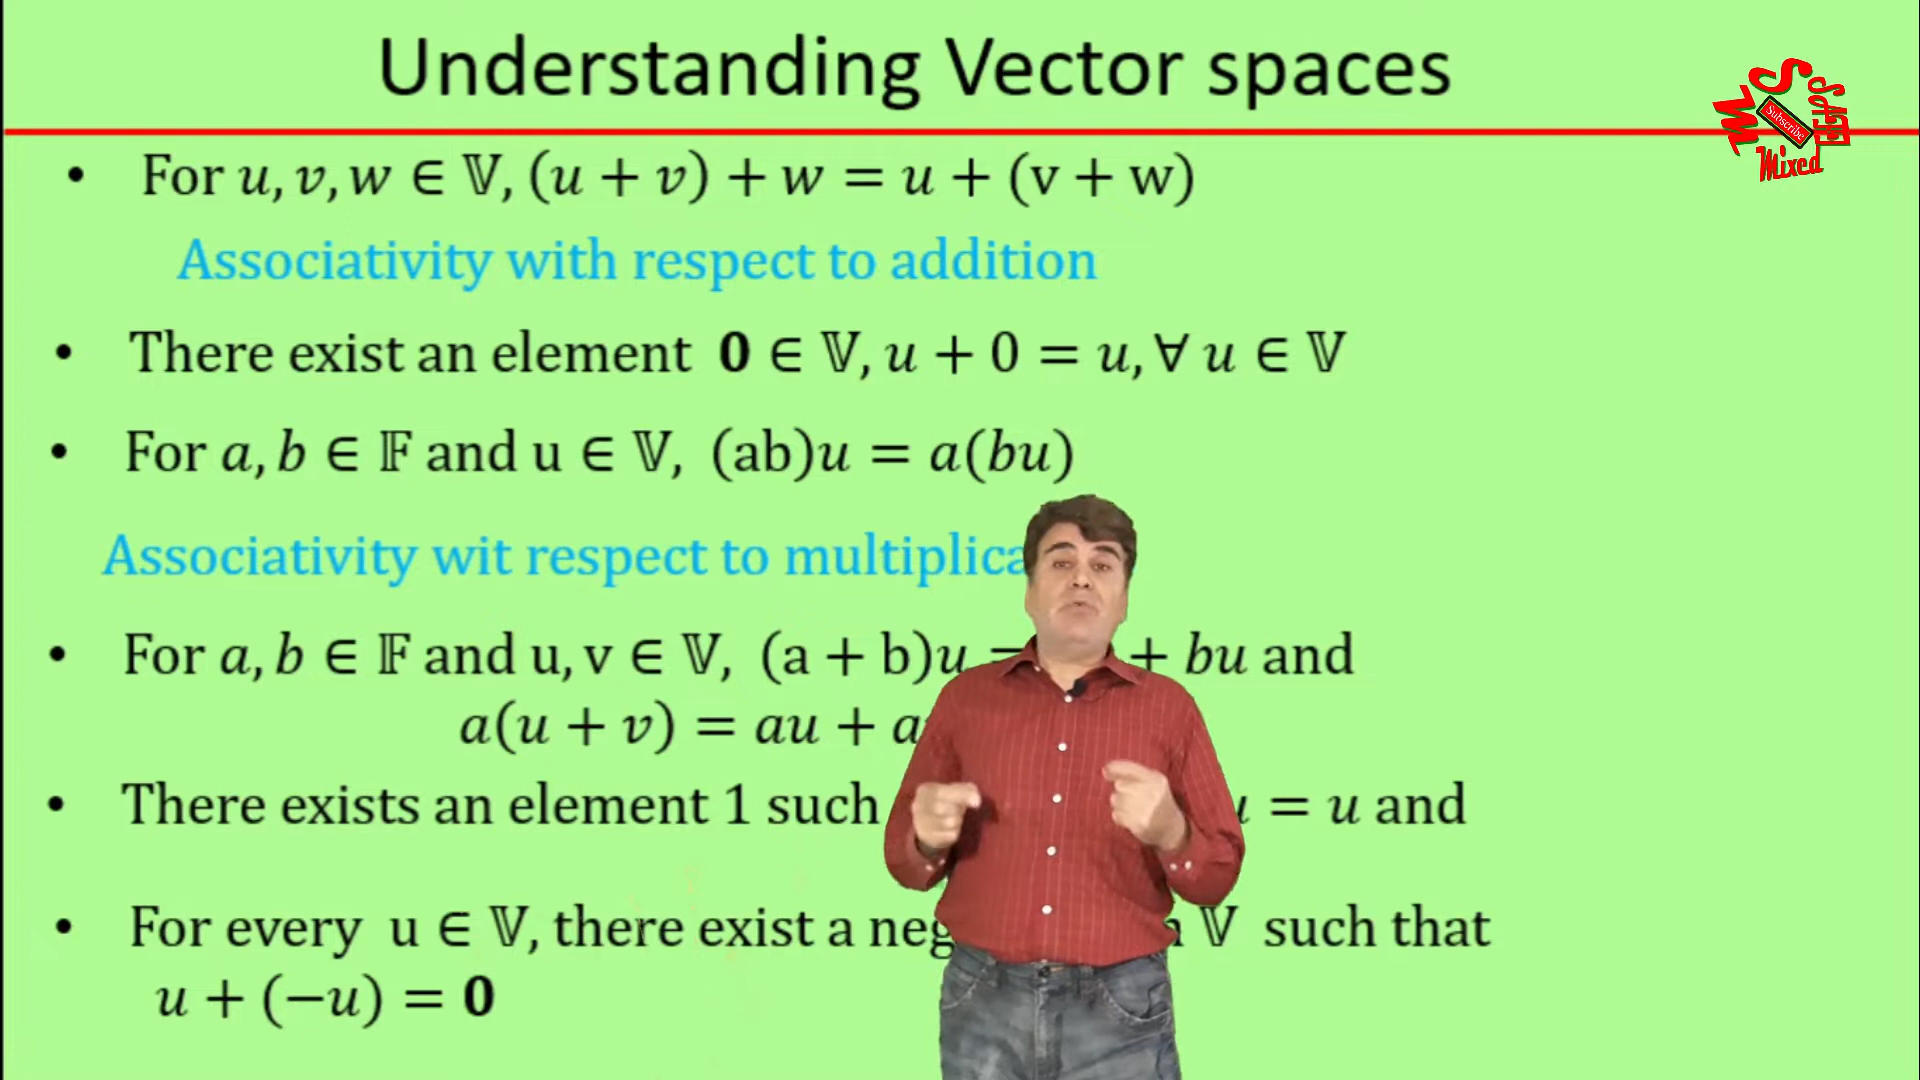 Understanding Vector spaces
S
M
Subscribe
Mixed
• For u, v, w ∈ 𝕍, (u + v) + w = u + (v + w)
Associativity with respect to addition
• There exist an element 𝟎 ∈ 𝕍, u + 0 = u, ∀ u ∈ 𝕍
• For a, b ∈ 𝔽 and u ∈ 𝕍, (ab)u = a(bu)
Associativity wit respect to
• For a, b ∈ 𝔽 and u, v ∈ 𝕍, (a + b)u = + bu and
a(u + v) = au +
• There exists an element 1 such = u and
• For every u ∈ 𝕍, there exist a 𝕍 such that
u + (−u) = 𝟎